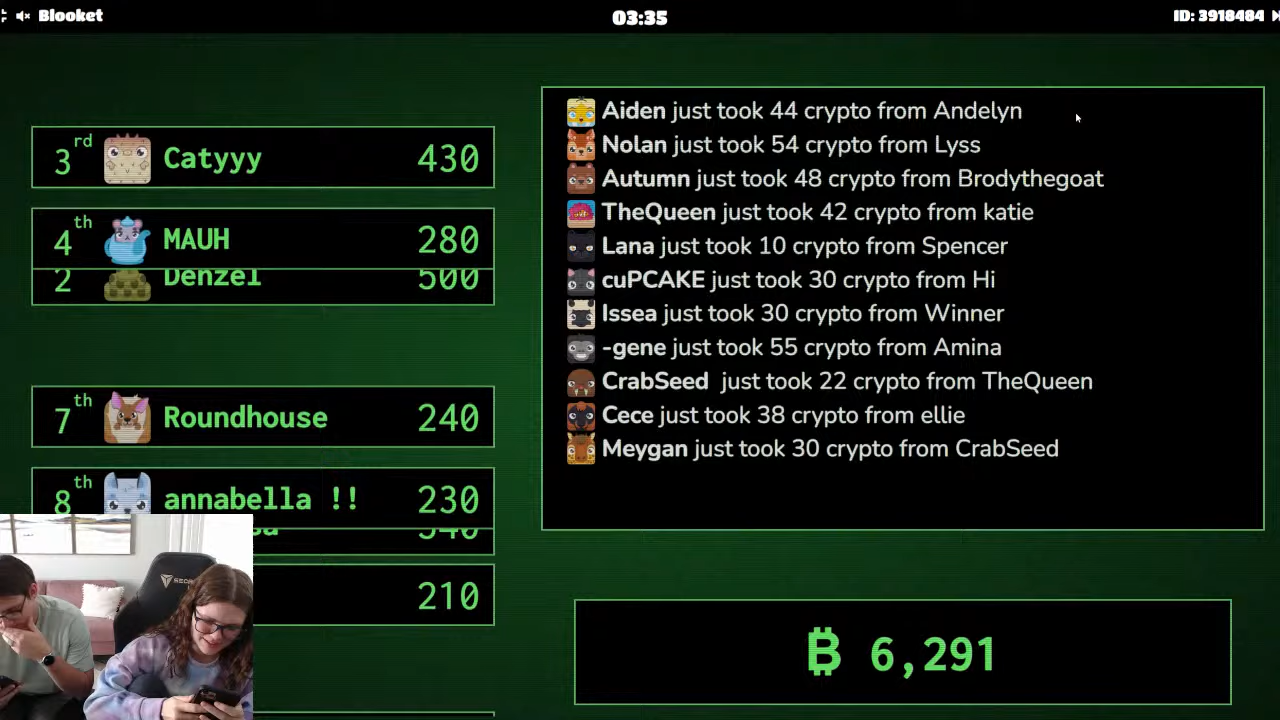 Blooket
03:35
ID: 3918484
3rd Catyyy 430
4th MAUH 280
2 Denzel 500
7th Roundhouse 240
8th annabella !! 230
340
210
Aiden just took 44 crypto from Andelyn
Nolan just took 54 crypto from Lyss
Autumn just took 48 crypto from Brodythegoat
TheQueen just took 42 crypto from katie
Lana just took 10 crypto from Spencer
cuPCAKE just took 30 crypto from Hi
Issea just took 30 crypto from Winner
-gene just took 55 crypto from Amina
CrabSeed just took 22 crypto from TheQueen
Cece just took 38 crypto from ellie
Meygan just took 30 crypto from CrabSeed
₿ 6,291